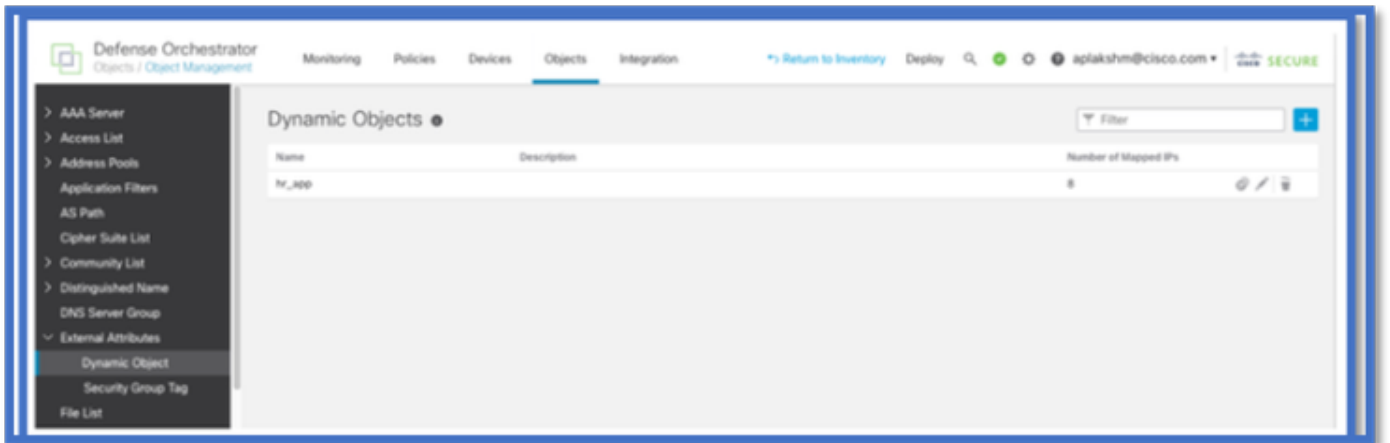 Defense Orchestrator
Objects / Object Management
Monitoring Policies Devices Objects Integration Return to Inventory Deploy aplakshm@cisco.com SECURE
AAA Server
Access List
Address Pools
Application Filters
AS Path
Cipher Suite List
Community List
Distinguished Name
DNS Server Group
External Attributes
Dynamic Object
Security Group Tag
File List
Dynamic Objects
Filter
Name Description Number of Mapped IPs
hr_app 8